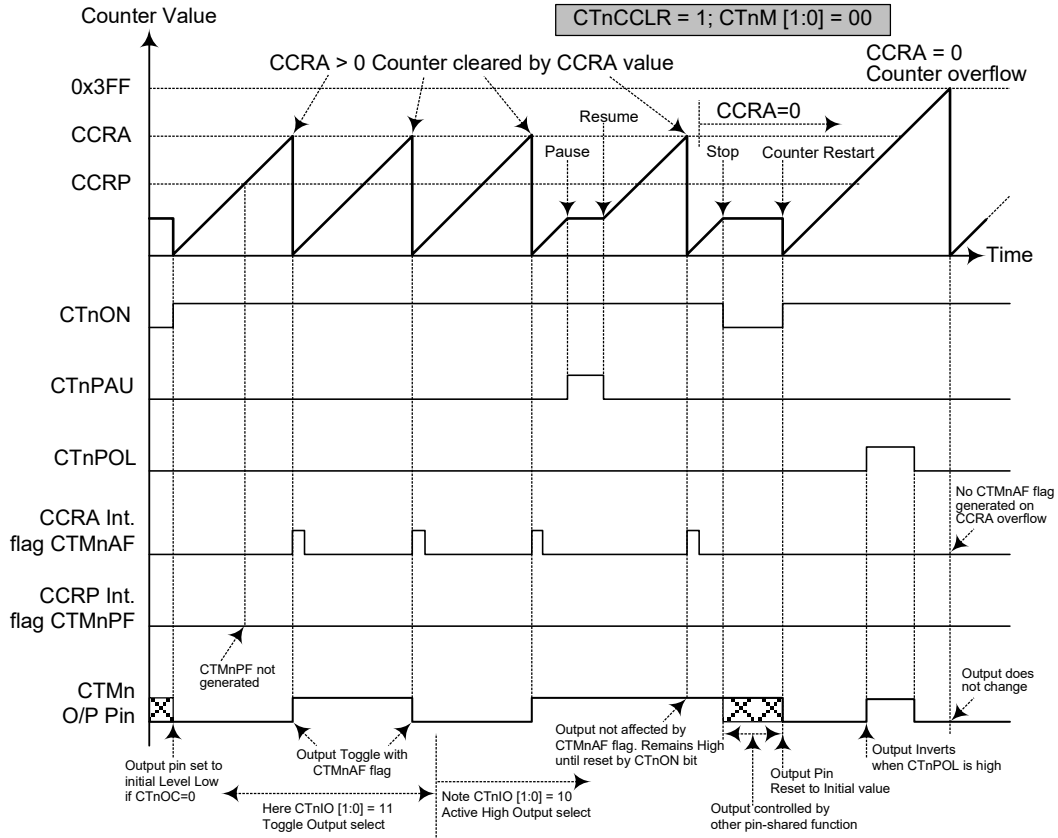 Counter Value
CTnCCLR = 1; CTnM [1:0] = 00
CCRA > 0 Counter cleared by CCRA value
CCRA = 0
Counter overflow
0x3FF
CCRA
CCRP
Resume
CCRA=0
Pause
Stop
Counter Restart
Time
CTnON
CTnPAU
CTnPOL
No CTMnAF flag
generated on
CCRA overflow
CCRA Int.
flag CTMnAF
CCRP Int.
flag CTMnPF
CTMnPF not
generated
CTMn
O/P Pin
Output does
not change
Output pin set to
initial Level Low
if CTnOC=0
Output Toggle with
CTMnAF flag
Output not affected by
CTMnAF flag. Remains High
until reset by CTnON bit
Output Inverts
when CTnPOL is high
Output Pin
Reset to Initial value
Here CTnIO [1:0] = 11
Toggle Output select
Note CTnIO [1:0] = 10
Active High Output select
Output controlled by
other pin-shared function